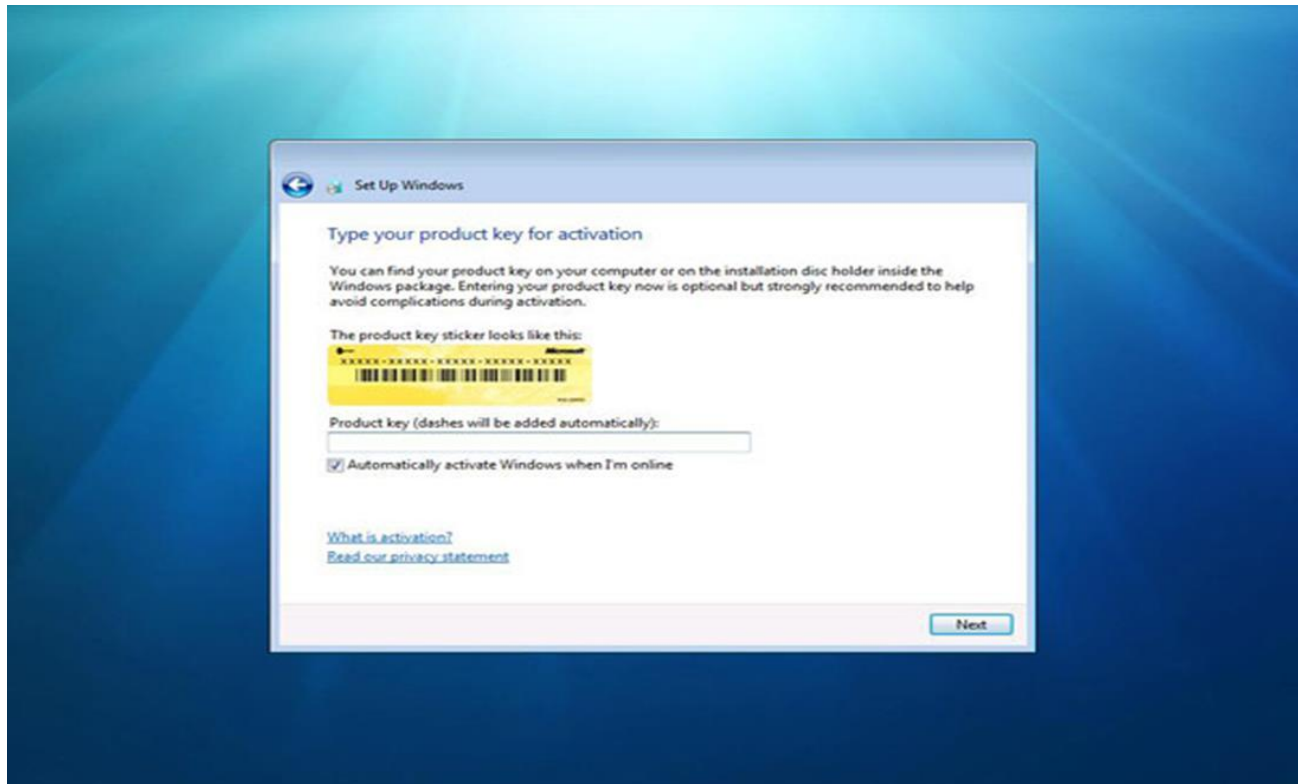 Set Up Windows
Type your product key for activation
You can find your product key on your computer or on the installation disc holder inside the
Windows package. Entering your product key now is optional but strongly recommended to help
avoid complications during activation.
The product key sticker looks like this:
Microsoft
XXXXX-XXXXX-XXXXX-XXXXX-XXXXX
Product key (dashes will be added automatically):
Automatically activate Windows when I'm online
What is activation?
Read our privacy statement
Next